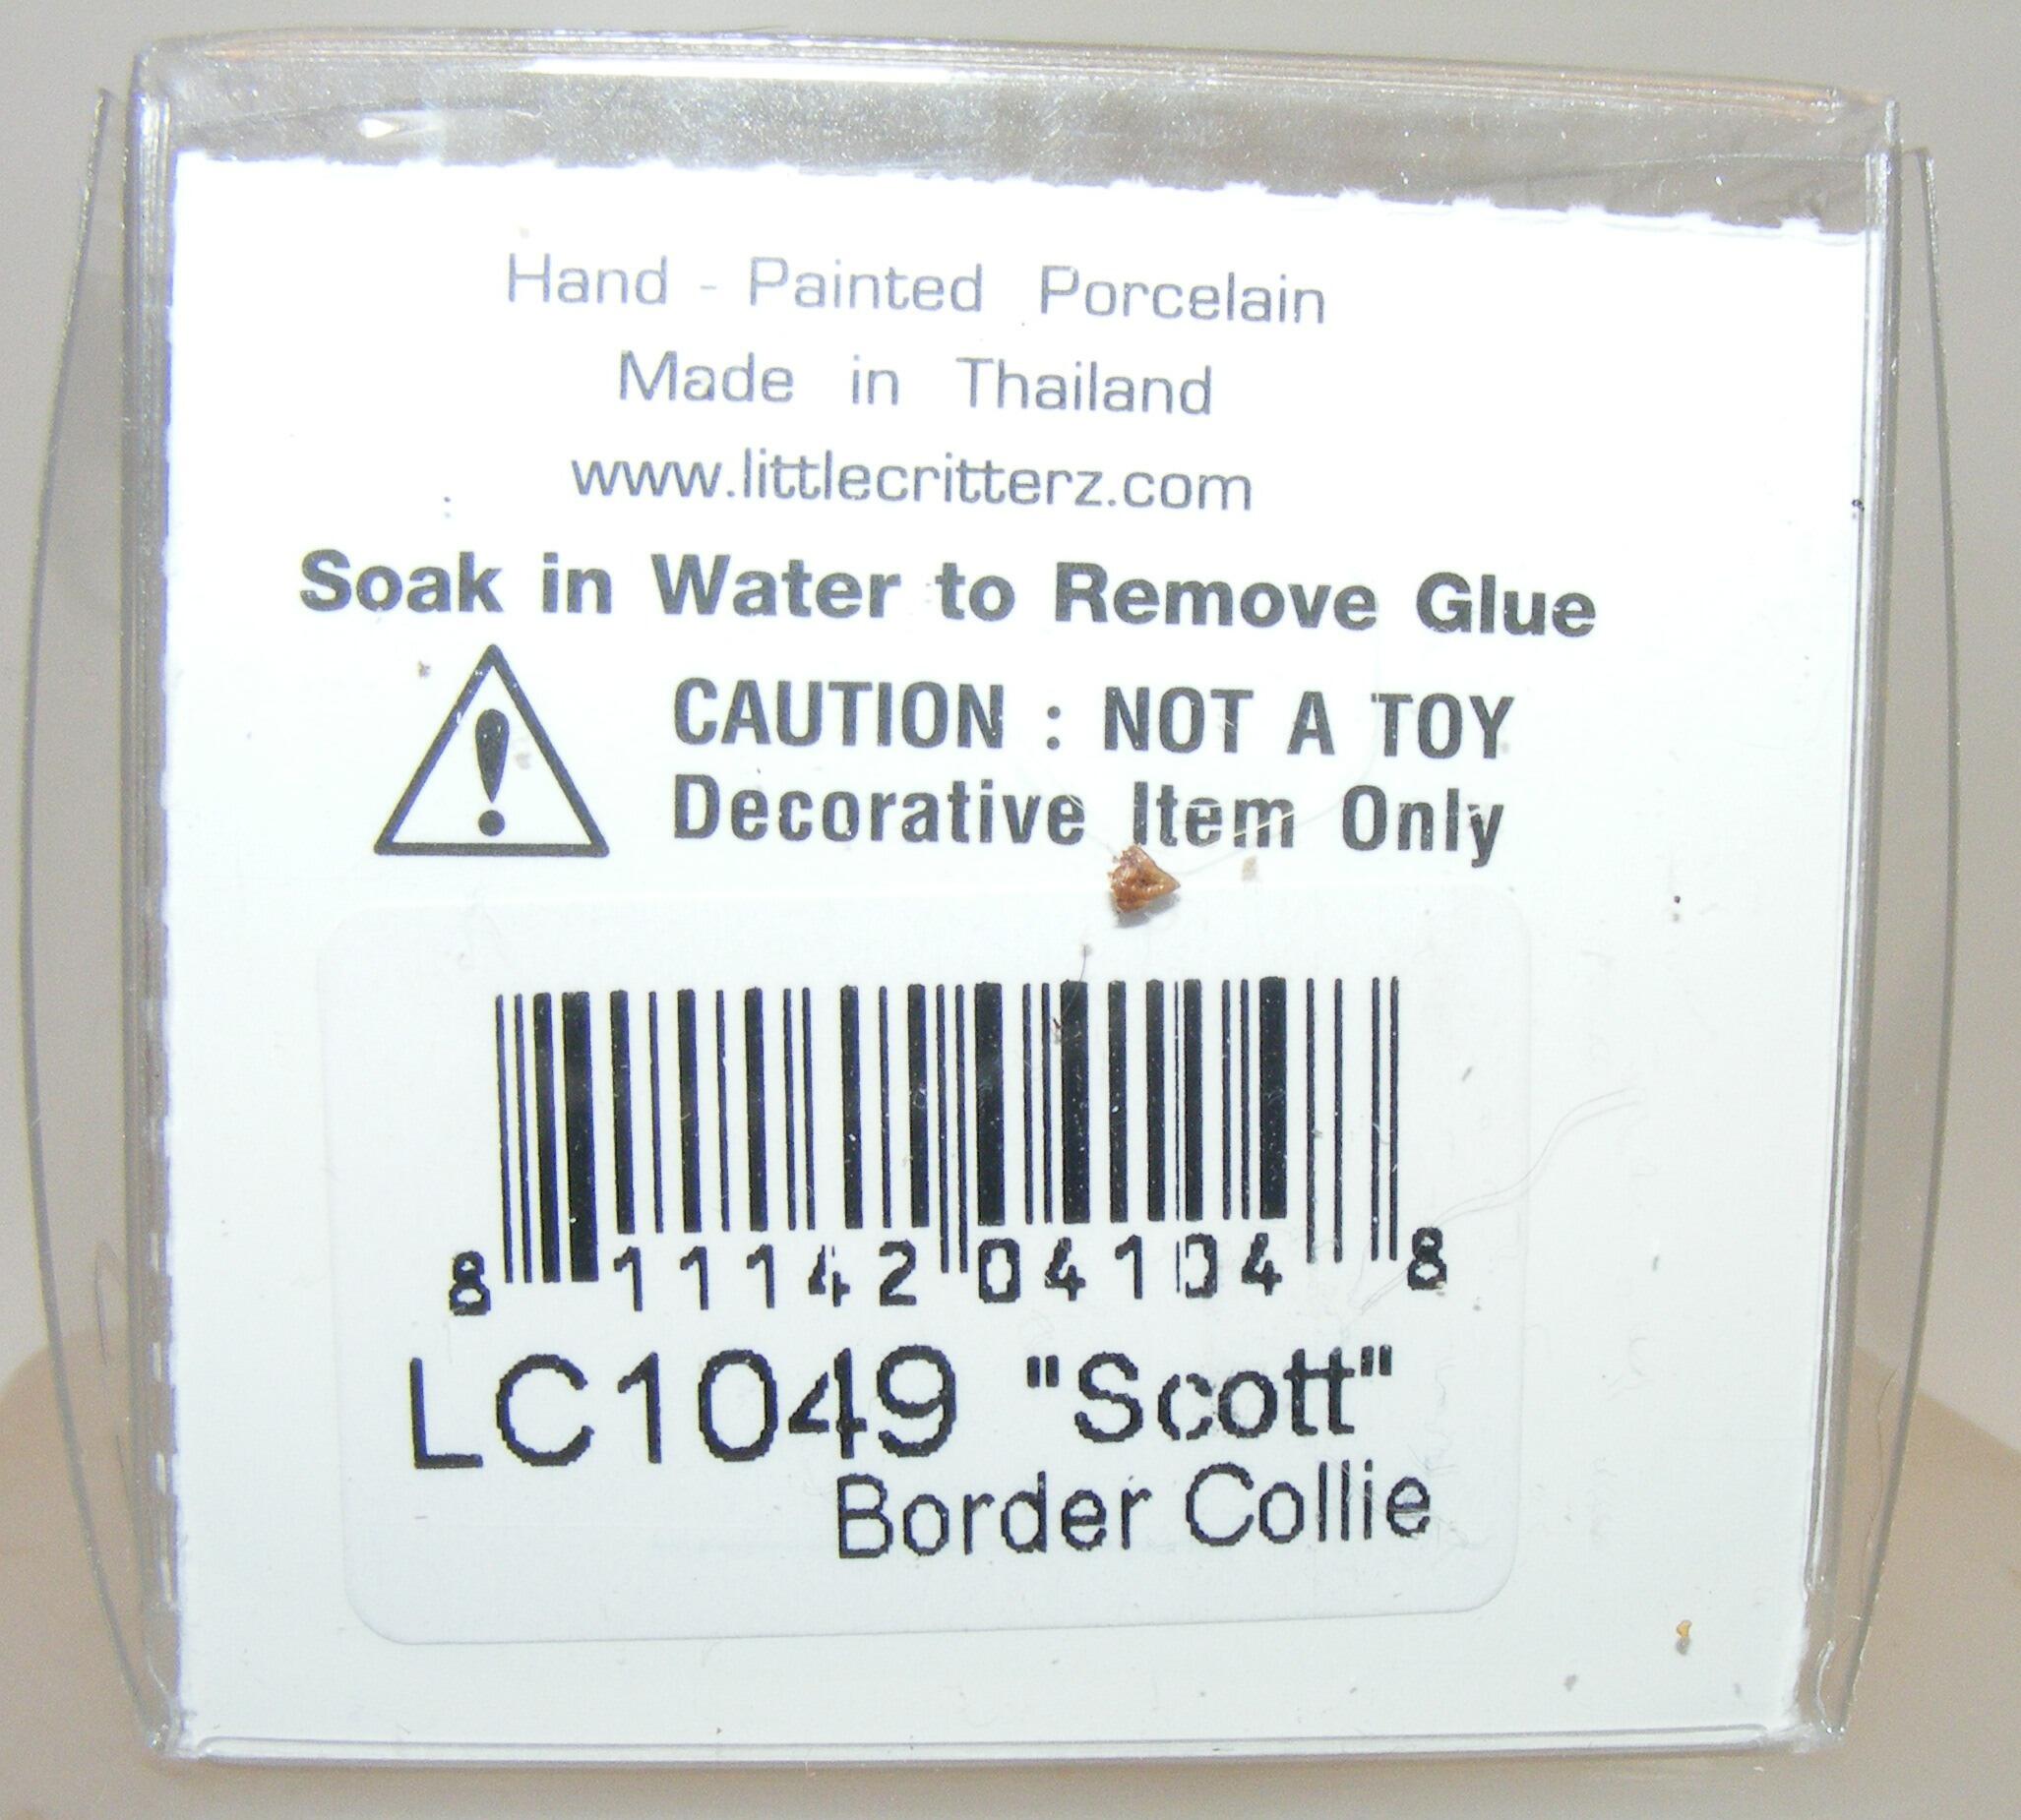 Hand - Painted Porcelain
Made in Thailand
www.littlecritterz.com
Soak in Water to Remove Glue
CAUTION : NOT A TOY
Decorative Item Only
8 11142 04104 8
LC1049 "Scott"
Border Collie